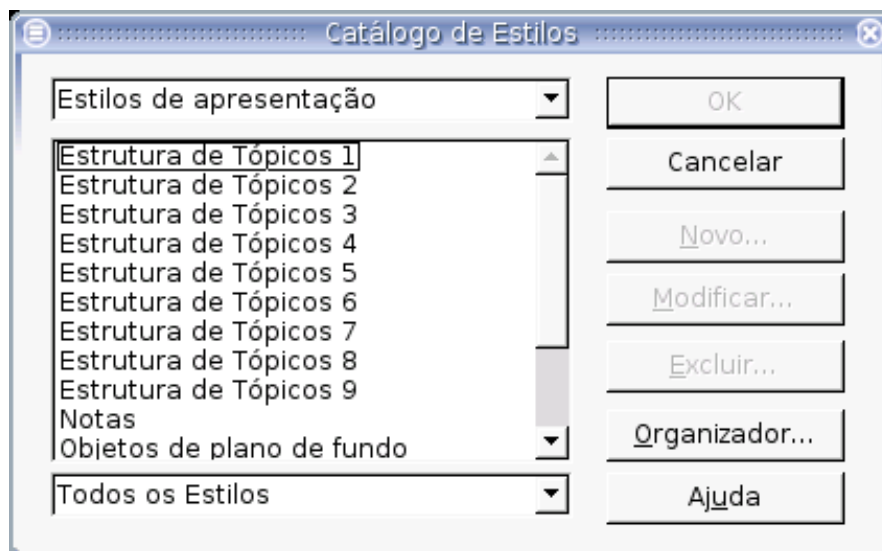 Catálogo de Estilos
Estilos de apresentação
OK
Estrutura de Tópicos 1
Estrutura de Tópicos 2
Estrutura de Tópicos 3
Estrutura de Tópicos 4
Estrutura de Tópicos 5
Estrutura de Tópicos 6
Estrutura de Tópicos 7
Estrutura de Tópicos 8
Estrutura de Tópicos 9
Notas
Objetos de plano de fundo
Cancelar
Novo...
Modificar...
Excluir...
Organizador...
Todos os Estilos
Ajuda